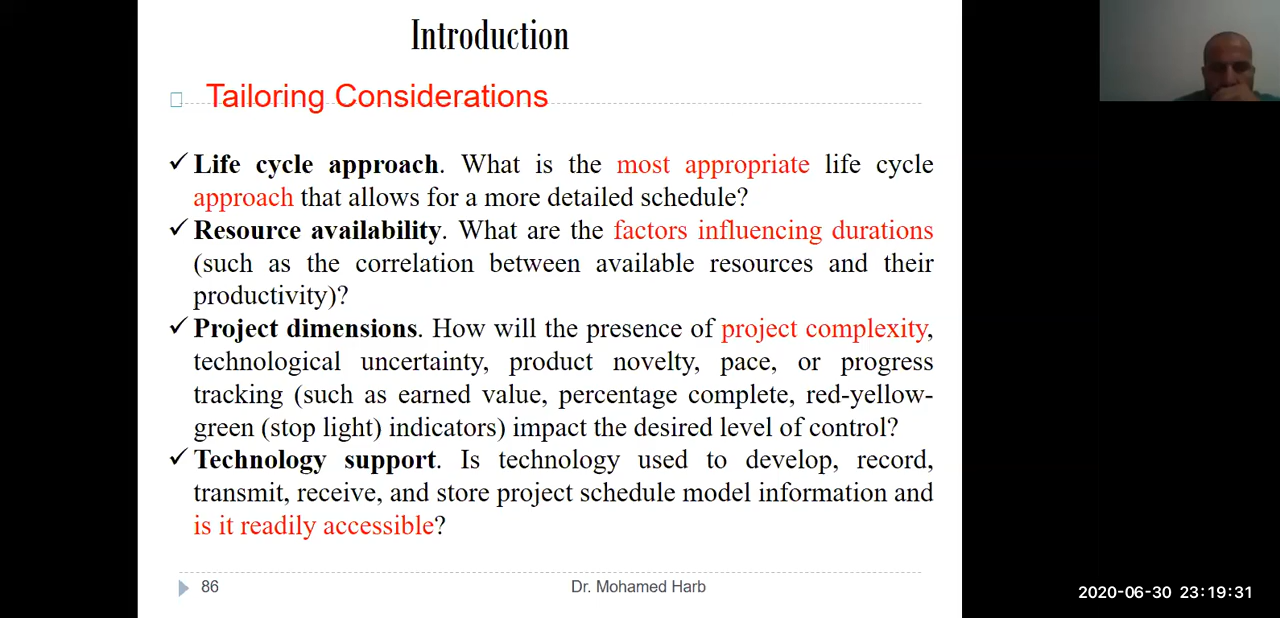 Introduction
Tailoring Considerations
✓ Life cycle approach. What is the most appropriate life cycle
approach that allows for a more detailed schedule?
✓ Resource availability. What are the factors influencing durations
(such as the correlation between available resources and their
productivity)?
✓ Project dimensions. How will the presence of project complexity,
technological uncertainty, product novelty, pace, or progress
tracking (such as earned value, percentage complete, red-yellow-
green (stop light) indicators) impact the desired level of control?
✓ Technology support. Is technology used to develop, record,
transmit, receive, and store project schedule model information and
is it readily accessible?
86
Dr. Mohamed Harb
2020-06-30 23:19:31